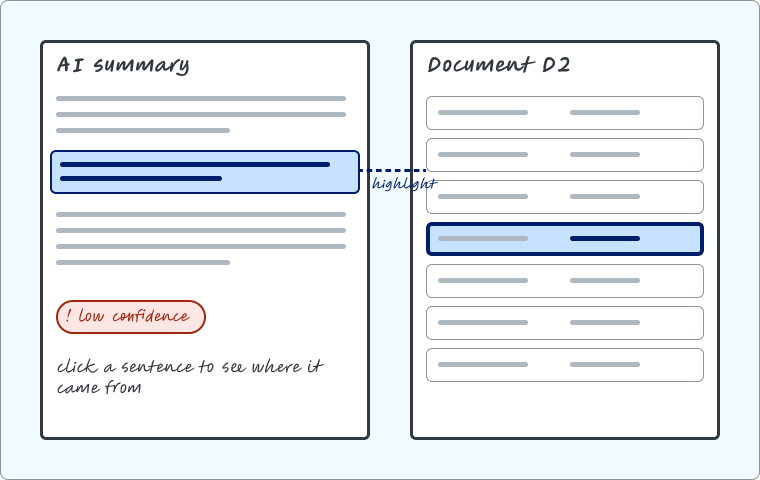 AI summary
Document D2
highlight
! low confidence
click a sentence to see where it
came from